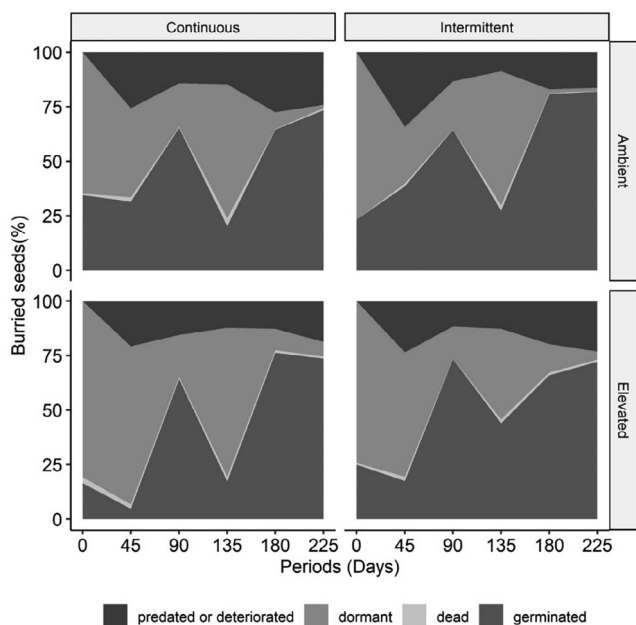 Continuous
Intermittent
100
75
50
25
0
Ambient
100
75
50
25
0
Elevated
Burried seeds(%)
0 45 90 135 180 225 0 45 90 135 180 225
Periods (Days)
predated or deteriorated dormant dead germinated